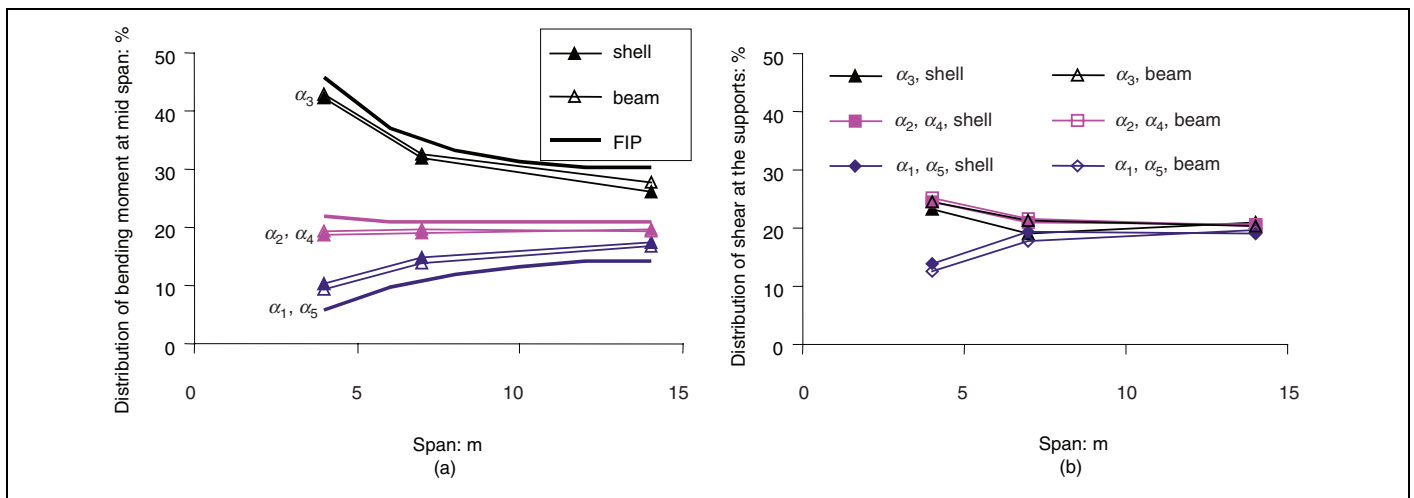 Distribution of bending moment at mid span: %
50
40
30
20
10
0
0
5
10
15
α3
α2, α4
α1, α5
shell
beam
FIP
Span: m
(a)
Distribution of shear at the supports: %
50
40
30
20
10
0
0
5
10
15
α3, shell
α3, beam
α2, α4, shell
α2, α4, beam
α1, α5, shell
α1, α5, beam
Span: m
(b)